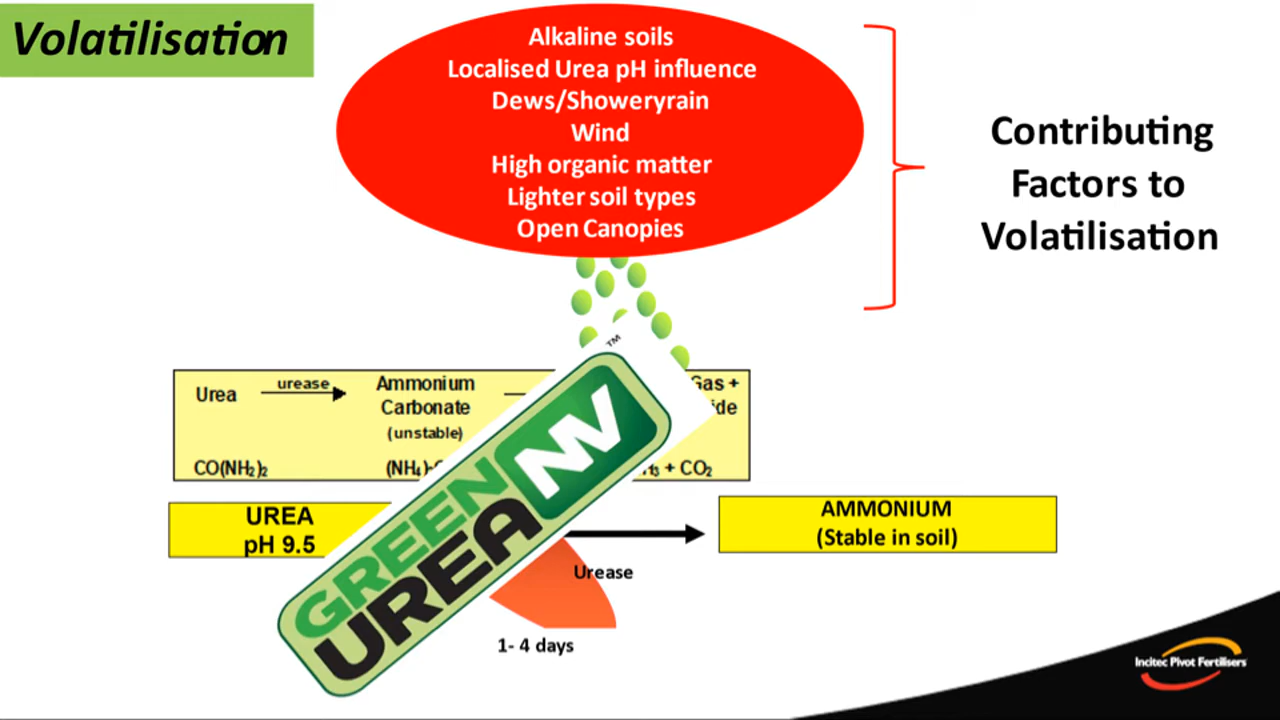 Volatilisation
Alkaline soils
Localised Urea pH influence
Dews/Showeryrain
Wind
High organic matter
Lighter soil types
Open Canopies
Contributing
Factors to
Volatilisation
Urea
urease
Ammonium
Carbonate
(unstable)
Gas +
CO(NH₂)₂
+ CO₂
UREA
pH 9.5
GREEN
UREA
NV
™
AMMONIUM
(Stable in soil)
Urease
1- 4 days
Incitec Pivot Fertilisers